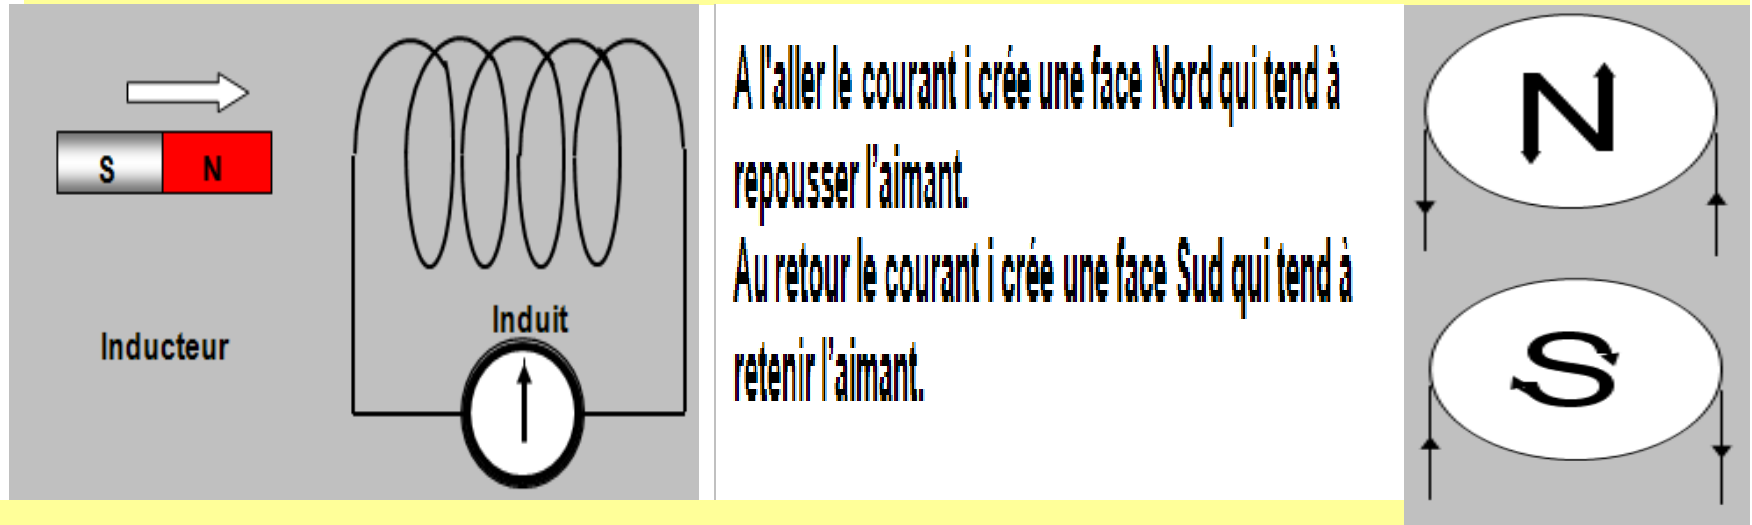 S N
Inducteur
Induit
A l'aller le courant i crée une face Nord qui tend à
repousser l'aimant.
Au retour le courant i crée une face Sud qui tend à
retenir l'aimant.
N
S